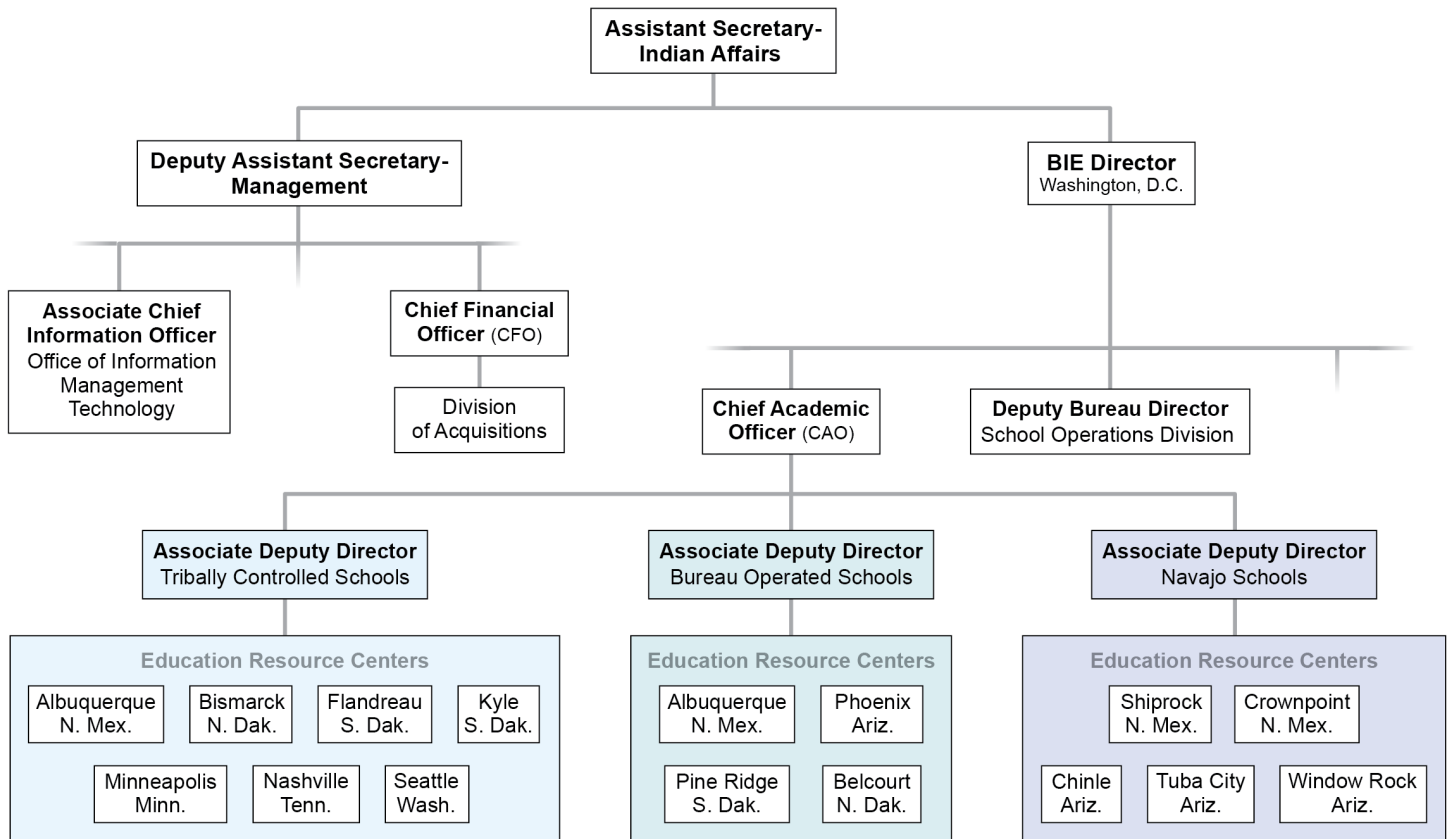 Assistant Secretary-
Indian Affairs
Deputy Assistant Secretary-
Management
BIE Director
Washington, D.C.
Associate Chief
Information Officer
Office of Information
Management
Technology
Chief Financial
Officer (CFO)
Division
of Acquisitions
Chief Academic
Officer (CAO)
Deputy Bureau Director
School Operations Division
Associate Deputy Director
Tribally Controlled Schools
Associate Deputy Director
Bureau Operated Schools
Associate Deputy Director
Navajo Schools
Education Resource Centers
Albuquerque
N. Mex.
Bismarck
N. Dak.
Flandreau
S. Dak.
Kyle
S. Dak.
Minneapolis
Minn.
Nashville
Tenn.
Seattle
Wash.
Education Resource Centers
Albuquerque
N. Mex.
Phoenix
Ariz.
Pine Ridge
S. Dak.
Belcourt
N. Dak.
Education Resource Centers
Shiprock
N. Mex.
Crownpoint
N. Mex.
Chinle
Ariz.
Tuba City
Ariz.
Window Rock
Ariz.